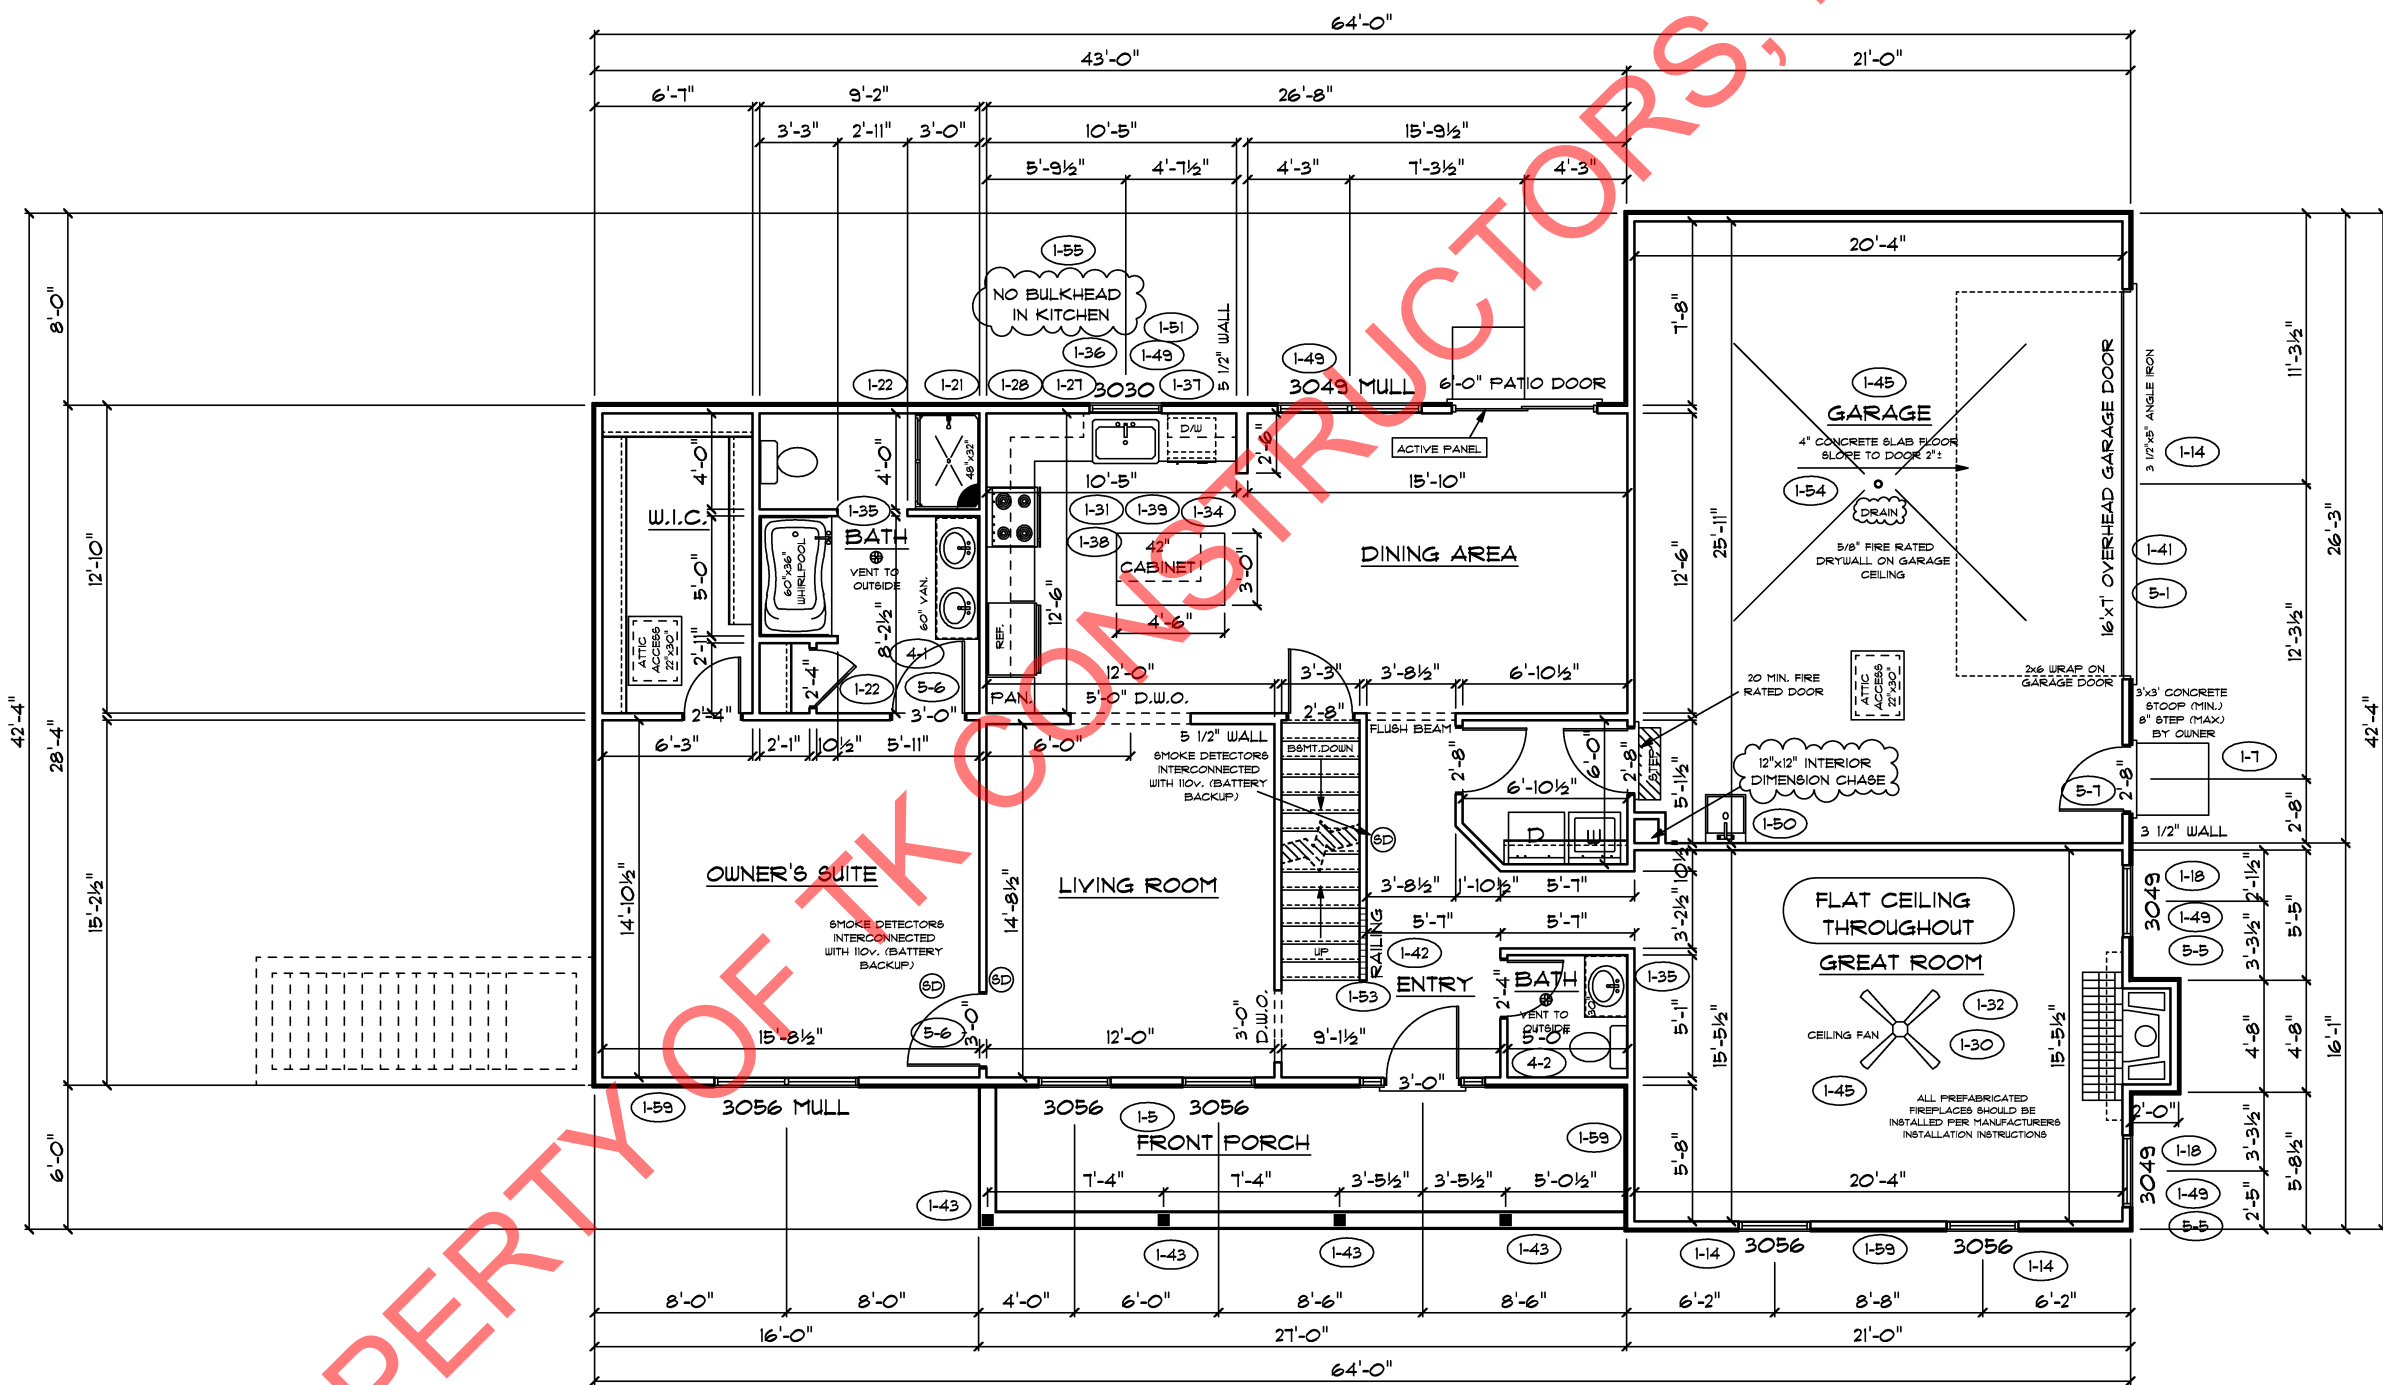 64'-0"
43'-0" 21'-0"
6'-7" 9'-2" 26'-8"
3'-3" 2'-11" 3'-0" 10'-5" 15'-9½"
5'-9½" 4'-7½" 4'-3" 7'-3½" 4'-3"
42'-4"
8'-0"
28'-4"
6'-0"
12'-10"
15'-2½"
1-55
NO BULKHEAD
IN KITCHEN
1-51
1-36 1-49
5 1/2" WALL
1-22 1-21 1-28 1-27 3030 1-37
1-49
3049 MULL
6'-0" PATIO DOOR
ACTIVE PANEL
W.I.C.
ATTIC
ACCESS
22"x30"
4'-0"
5'-0"
2'-11"
4'-0"
8'-2½"
48"x32"
1-35
BATH
VENT TO
OUTSIDE
60"x36"
WHIRLPOOL
60" VAN.
4-1
5-6
1-22
2'-4"
2'-4"
3'-0"
6'-3" 2'-1" 10½" 5'-11" 6'-0"
D/W
2'-6"
10'-5" 15'-10"
1-31 1-39 1-34
1-38
42"
CABINET
3'-0"
4'-6"
12'-6"
REF.
PAN.
12'-0" 3'-3" 3'-8½" 6'-10½"
5'-0" D.W.O.
2'-8"
DINING AREA
FLUSH BEAM
5 1/2" WALL
SMOKE DETECTORS
INTERCONNECTED
WITH 110v. (BATTERY
BACKUP)
BSMT.DOWN
UP
SD
RAILING
2'-8"
6'-0"
2'-8"
STEP
6'-10½"
D W
3'-8½" 1'-10½" 5'-7"
5'-7" 5'-7"
OWNER'S SUITE
14'-10½"
SMOKE DETECTORS
INTERCONNECTED
WITH 110v. (BATTERY
BACKUP)
SD SD
5-6
3'-0"
15'-8½"
LIVING ROOM
14'-8½"
12'-0"
3'-0"
D.W.O.
1-42
1-53
ENTRY
9'-1½"
3'-0"
2'-4"
BATH
VENT TO
OUTSIDE
30"
5'-0"
4-2
1-35
1-59
3056 MULL
3056 1-5 3056
FRONT PORCH
1-59
7'-4" 7'-4" 3'-5½" 3'-5½" 5'-0½"
1-43
1-43 1-43 1-43
20'-4"
7'-8"
12'-6"
25'-11"
5'-1½"
10½"
3'-2½"
5'-1"
5'-8"
1-45
GARAGE
4" CONCRETE SLAB FLOOR
SLOPE TO DOOR 2"±
1-54
DRAIN
5/8" FIRE RATED
DRYWALL ON GARAGE
CEILING
16'x7' OVERHEAD GARAGE DOOR
3 1/2"x5" ANGLE IRON
1-14
1-41
5-1
20 MIN. FIRE
RATED DOOR
ATTIC
ACCESS
22"x30"
2x6 WRAP ON
GARAGE DOOR
3'x3' CONCRETE
STOOP (MIN.)
8" STEP (MAX)
BY OWNER
12"x12" INTERIOR
DIMENSION CHASE
1-50
5-7
2'-8"
1-7
3 1/2" WALL
11'-3½"
12'-3½"
2'-8"
26'-3"
42'-4"
16'-1"
FLAT CEILING
THROUGHOUT
GREAT ROOM
1-32
CEILING FAN
1-30
1-45
15'-5½"
15'-5½"
ALL PREFABRICATED
FIREPLACES SHOULD BE
INSTALLED PER MANUFACTURERS
INSTALLATION INSTRUCTIONS
20'-4"
2'-0"
3049
1-18
1-49
5-5
2'-1½"
3'-3½"
4'-8"
3'-3½"
2'-5"
5'-5"
4'-8"
5'-8½"
3049
1-18
1-49
5-5
1-14 3056 1-59 3056 1-14
8'-0" 8'-0" 4'-0" 6'-0" 8'-6" 8'-6" 6'-2" 8'-8" 6'-2"
16'-0" 27'-0" 21'-0"
64'-0"
PERTY OF TK CONSTRUCTORS,